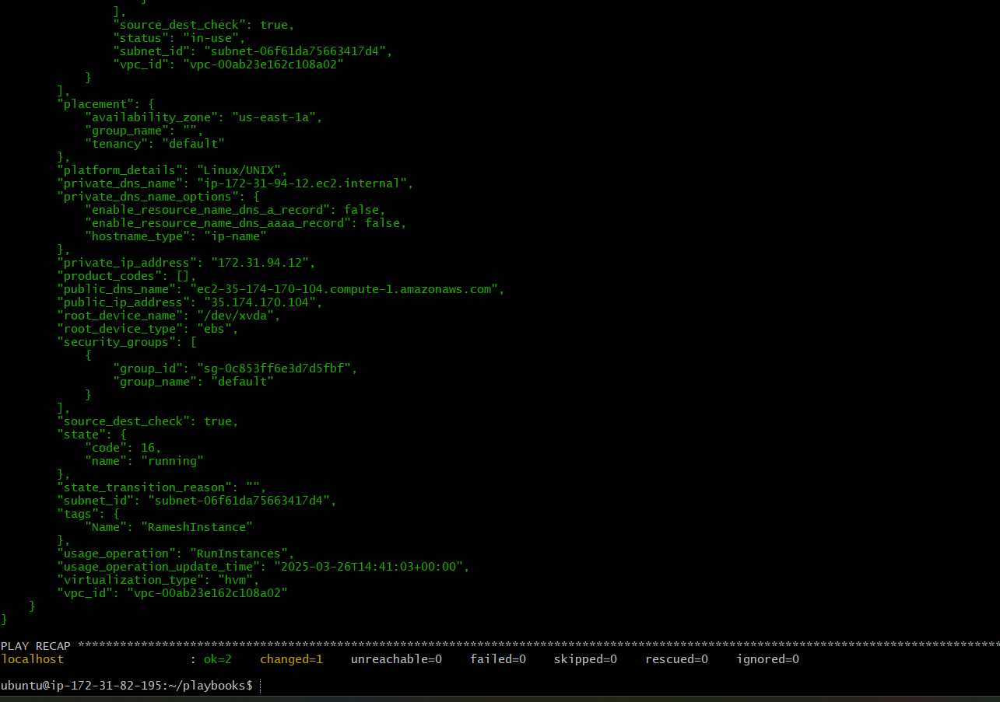 ],
"source_dest_check": true,
"status": "in-use",
"subnet_id": "subnet-06f61da75663417d4",
"vpc_id": "vpc-00ab23e162c108a02"
}
],
"placement": {
"availability_zone": "us-east-1a",
"group_name": "",
"tenancy": "default"
},
"platform_details": "Linux/UNIX",
"private_dns_name": "ip-172-31-94-12.ec2.internal",
"private_dns_name_options": {
"enable_resource_name_dns_a_record": false,
"enable_resource_name_dns_aaaa_record": false,
"hostname_type": "ip-name"
},
"private_ip_address": "172.31.94.12",
"product_codes": [],
"public_dns_name": "ec2-35-174-170-104.compute-1.amazonaws.com",
"public_ip_address": "35.174.170.104",
"root_device_name": "/dev/xvda",
"root_device_type": "ebs",
"security_groups": [
{
"group_id": "sg-0c853ff6e3d7d5fbf",
"group_name": "default"
}
],
"source_dest_check": true,
"state": {
"code": 16,
"name": "running"
},
"state_transition_reason": "",
"subnet_id": "subnet-06f61da75663417d4",
"tags": {
"Name": "RameshInstance"
},
"usage_operation": "RunInstances",
"usage_operation_update_time": "2025-03-26T14:41:03+00:00",
"virtualization_type": "hvm",
"vpc_id": "vpc-00ab23e162c108a02"
}
}
PLAY RECAP ************************************************************************************************************************************
localhost : ok=2 changed=1 unreachable=0 failed=0 skipped=0 rescued=0 ignored=0
ubuntu@ip-172-31-82-195:~/playbooks$